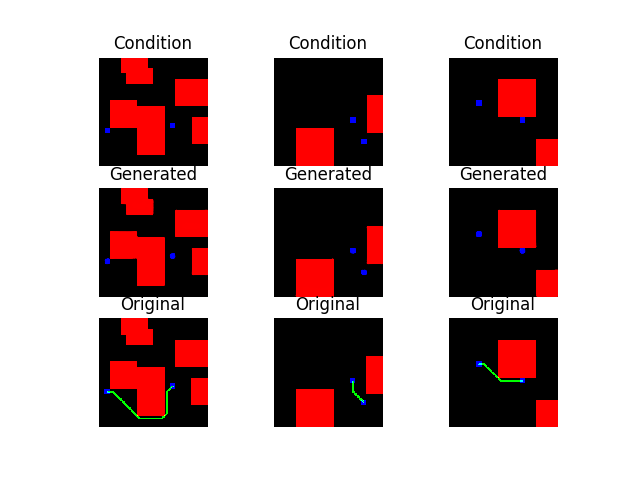 Condition
Condition
Condition
Generated
Generated
Generated
Original
Original
Original